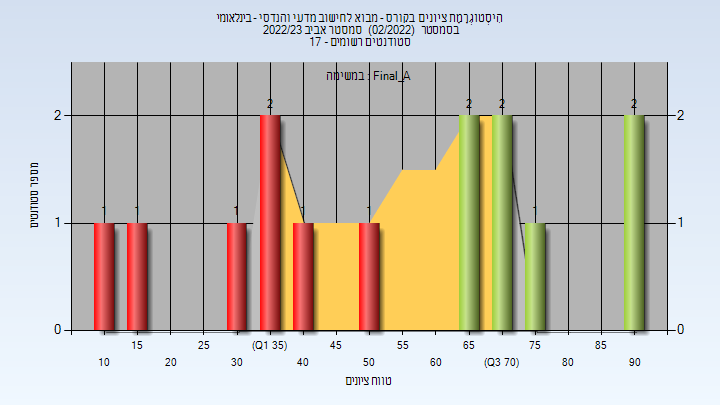 היסטוגרמת ציונים בקורס - מבוא לחישוב מדעי והנדסי - בינלאומי
בסמסטר (02/2022) סמסטר אביב 2022/23
סטודנטים רשומים - 17
במשימה : Final_A
2 2 2 2
2 2
1 1 1 1 1 1
1 1
0 0
מספר סטודנטים
15 25 (Q1 35) 45 55 65 75 85
10 20 30 40 50 60 (Q3 70) 80 90
טווח ציונים